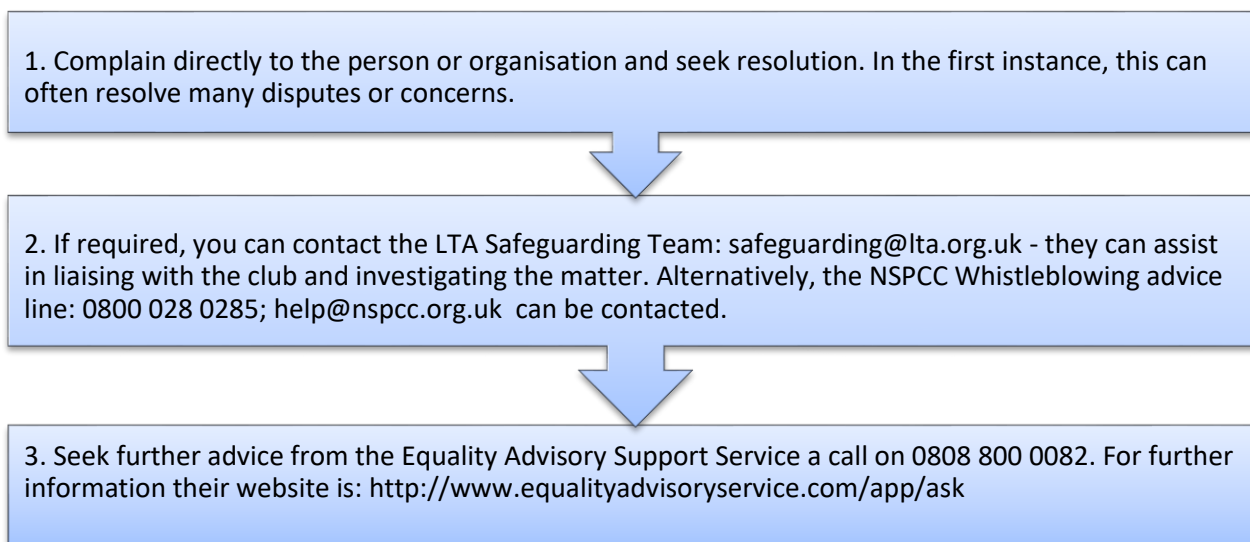 1. Complain directly to the person or organisation and seek resolution. In the first instance, this can
often resolve many disputes or concerns.
2. If required, you can contact the LTA Safeguarding Team: safeguarding@lta.org.uk - they can assist
in liaising with the club and investigating the matter. Alternatively, the NSPCC Whistleblowing advice
line: 0800 028 0285; help@nspcc.org.uk  can be contacted.
3. Seek further advice from the Equality Advisory Support Service a call on 0808 800 0082. For further
information their website is: http://www.equalityadvisoryservice.com/app/ask